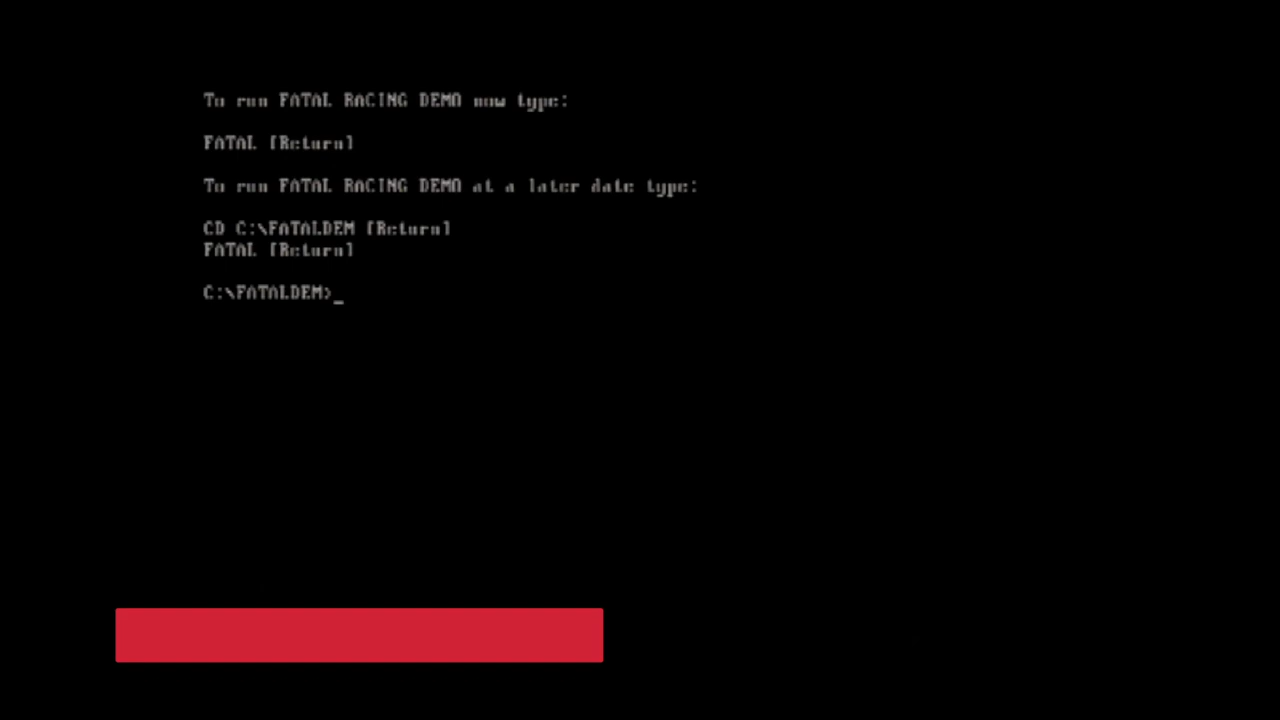 To run FATAL RACING DEMO now type:
FATAL [Return]
To run FATAL RACING DEMO at a later date type:
CD C:\FATALDEM [Return]
FATAL [Return]
C:\FATALDEM>_